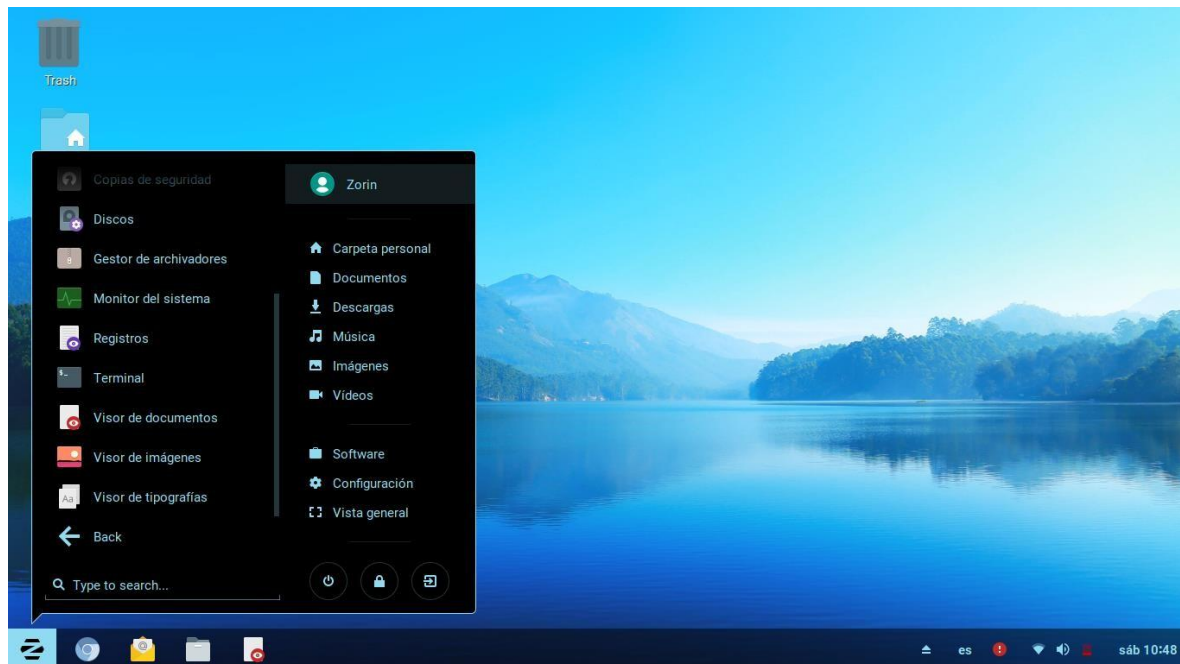 Trash
Copias de seguridad
Discos
Gestor de archivadores
Monitor del sistema
Registros
Terminal
Visor de documentos
Visor de imágenes
Visor de tipografías
Back
Type to search...
Zorin
Carpeta personal
Documentos
Descargas
Música
Imágenes
Vídeos
Software
Configuración
Vista general
es
sáb 10:48